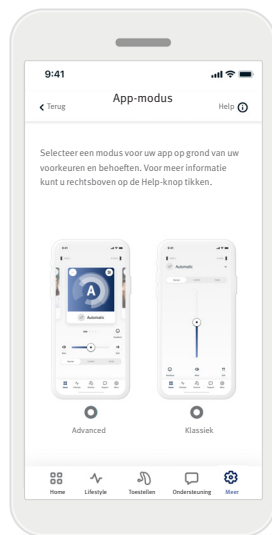 9:41
Terug App-modus Help
Selecteer een modus voor uw app op grond van uw
voorkeuren en behoeften. Voor meer informatie
kunt u rechtsboven op de Help-knop tikken.
A
Automatic
Automatic
Advanced Klassiek
Home Lifestyle Toestellen Ondersteuning Meer